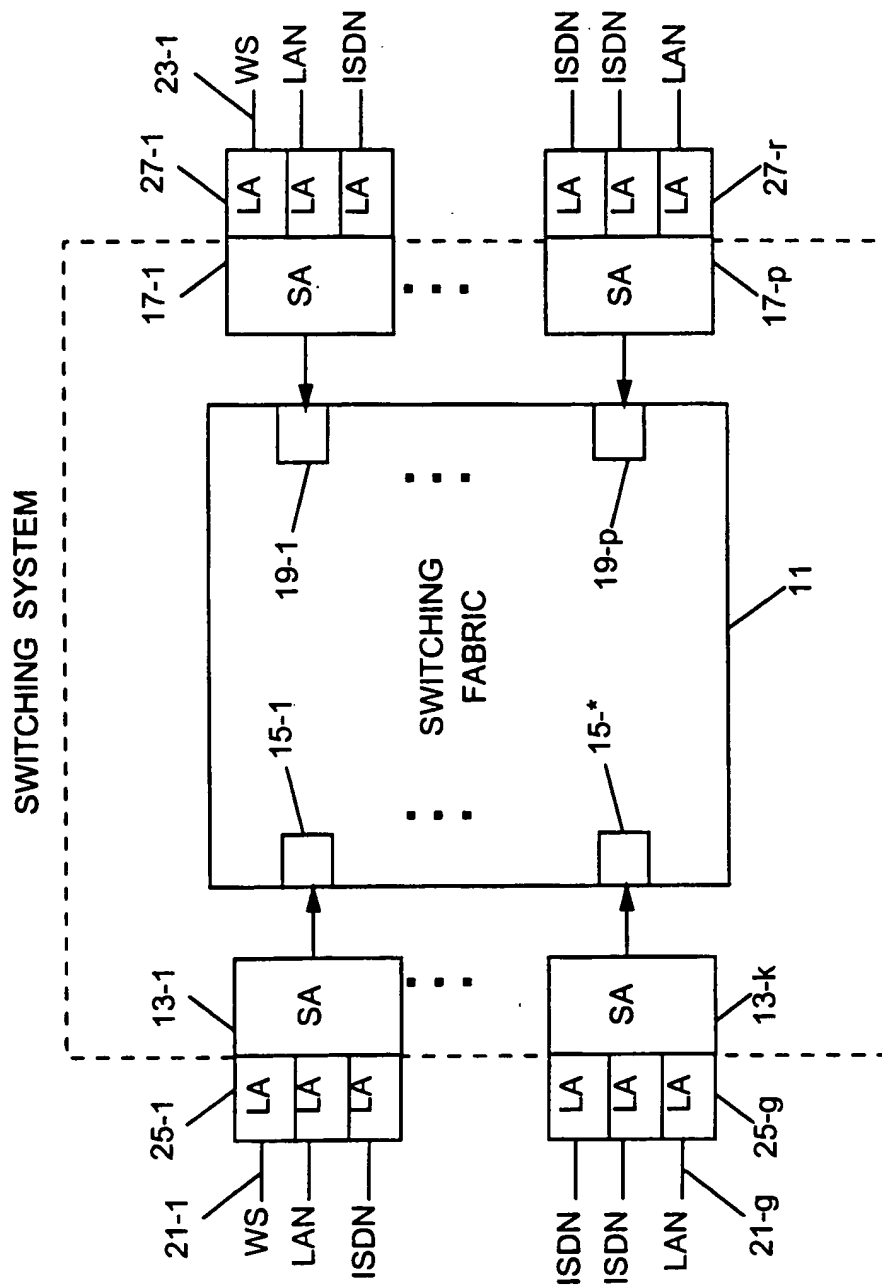 SWITCHING SYSTEM
21-1 25-1 13-1 17-1 27-1 23-1
WS LA LA WS
LAN LA SA 15-1 19-1 SA LA LAN
ISDN LA LA ISDN
SWITCHING
FABRIC
ISDN LA LA ISDN
ISDN LA SA 15-* 19-p SA LA ISDN
LAN LA LA LAN
21-g 25-g 13-k 11 17-p 27-r